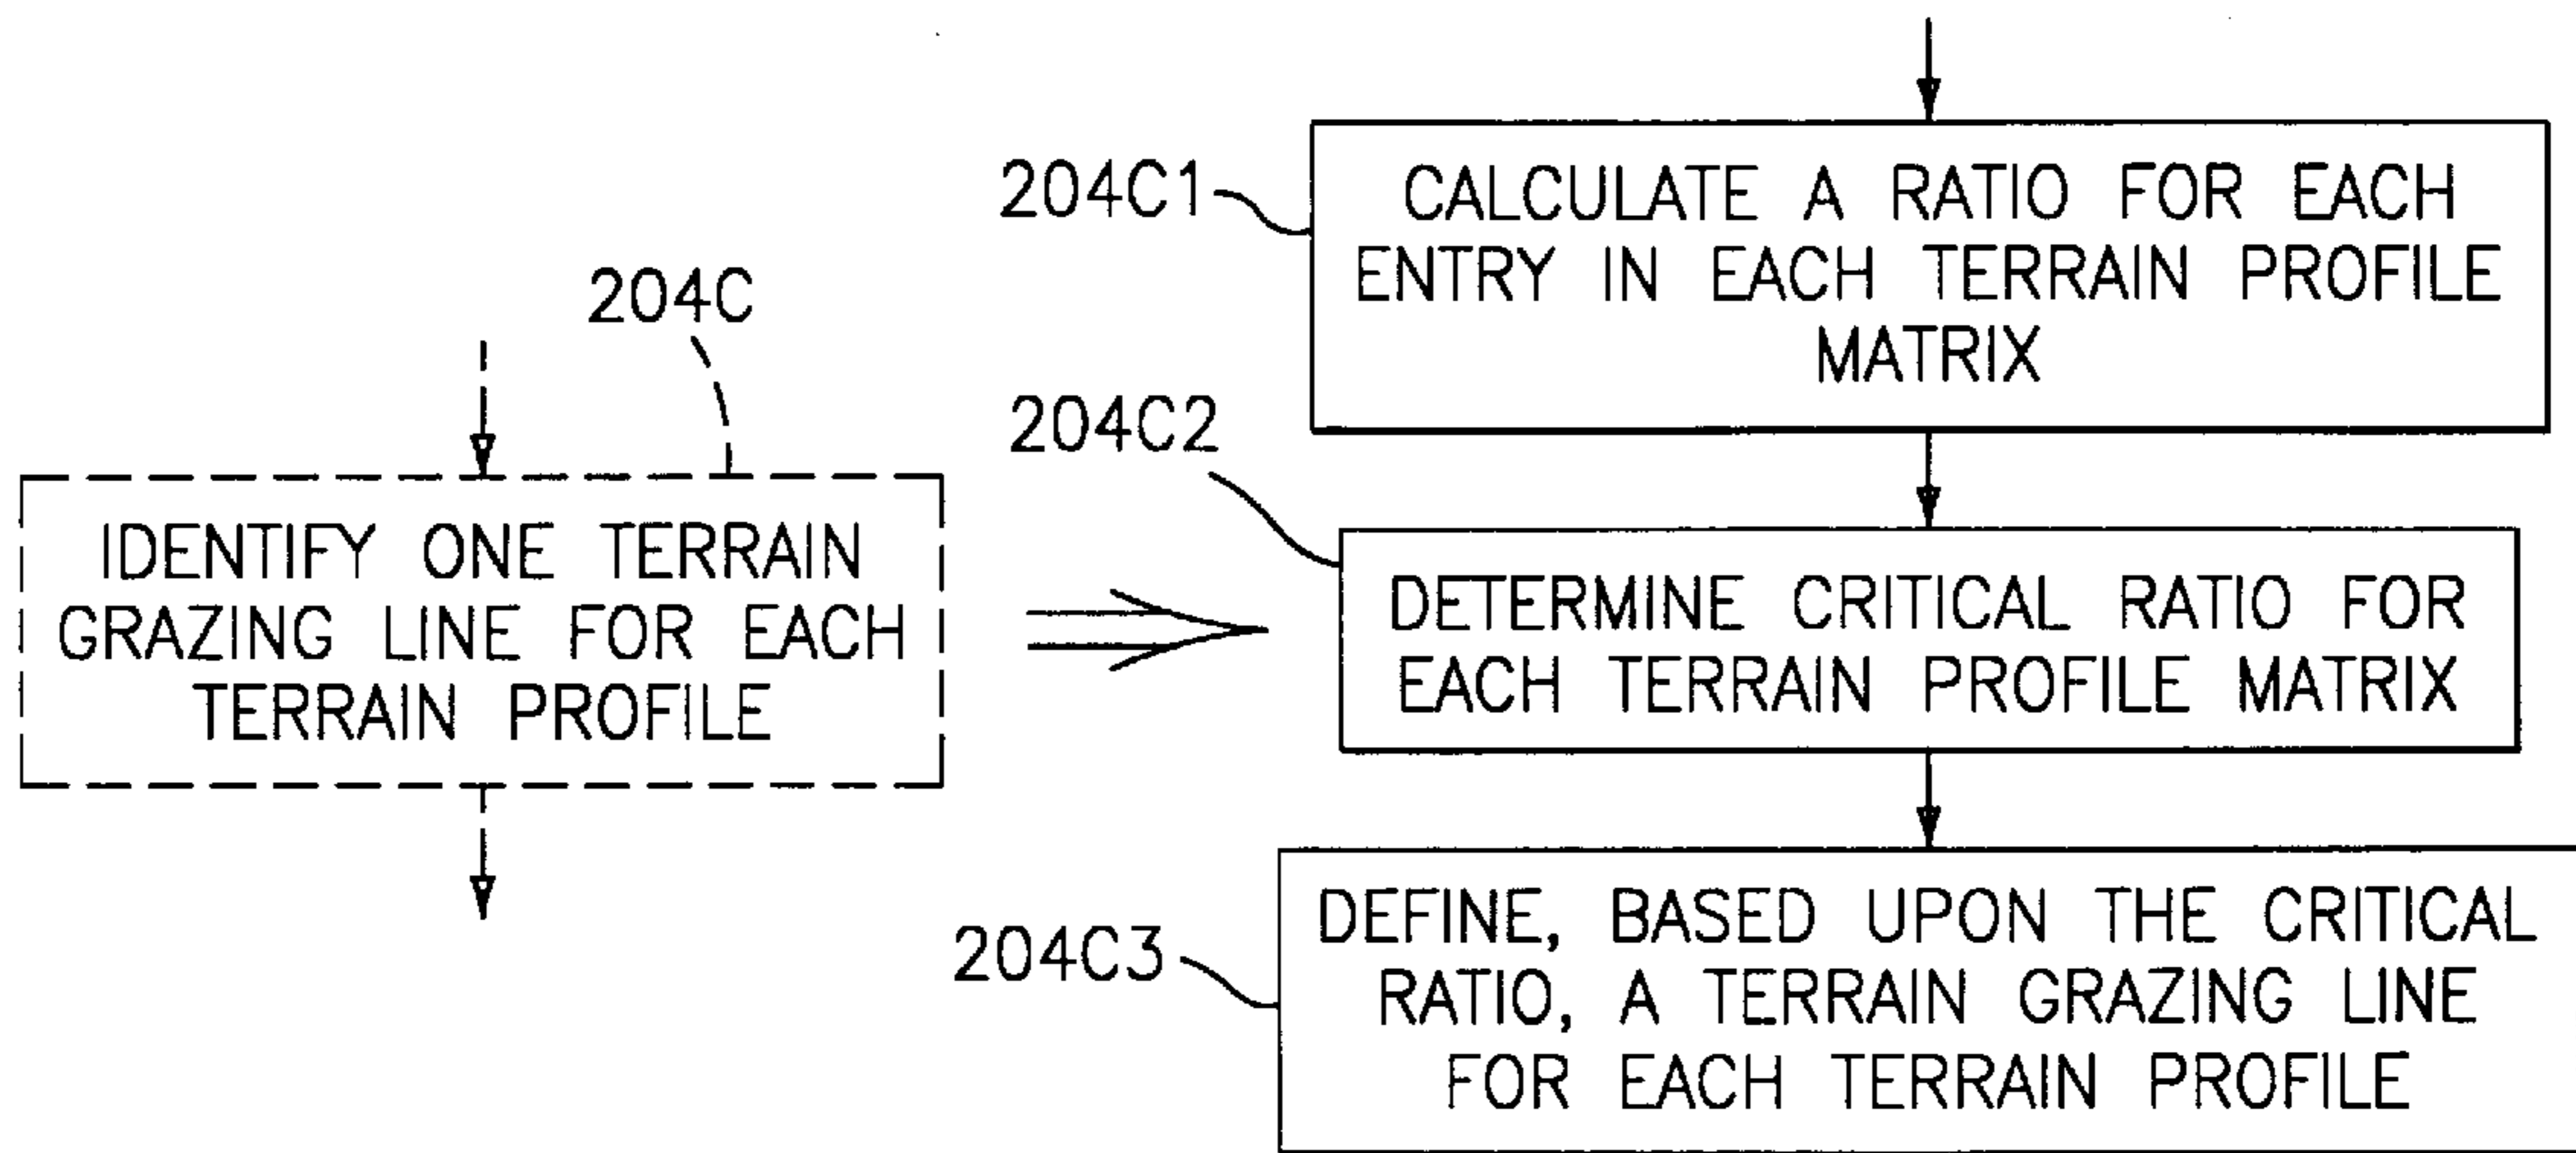 204C
IDENTIFY ONE TERRAIN
GRAZING LINE FOR EACH
TERRAIN PROFILE
204C1
CALCULATE A RATIO FOR EACH
ENTRY IN EACH TERRAIN PROFILE
MATRIX
204C2
DETERMINE CRITICAL RATIO FOR
EACH TERRAIN PROFILE MATRIX
204C3
DEFINE, BASED UPON THE CRITICAL
RATIO, A TERRAIN GRAZING LINE
FOR EACH TERRAIN PROFILE